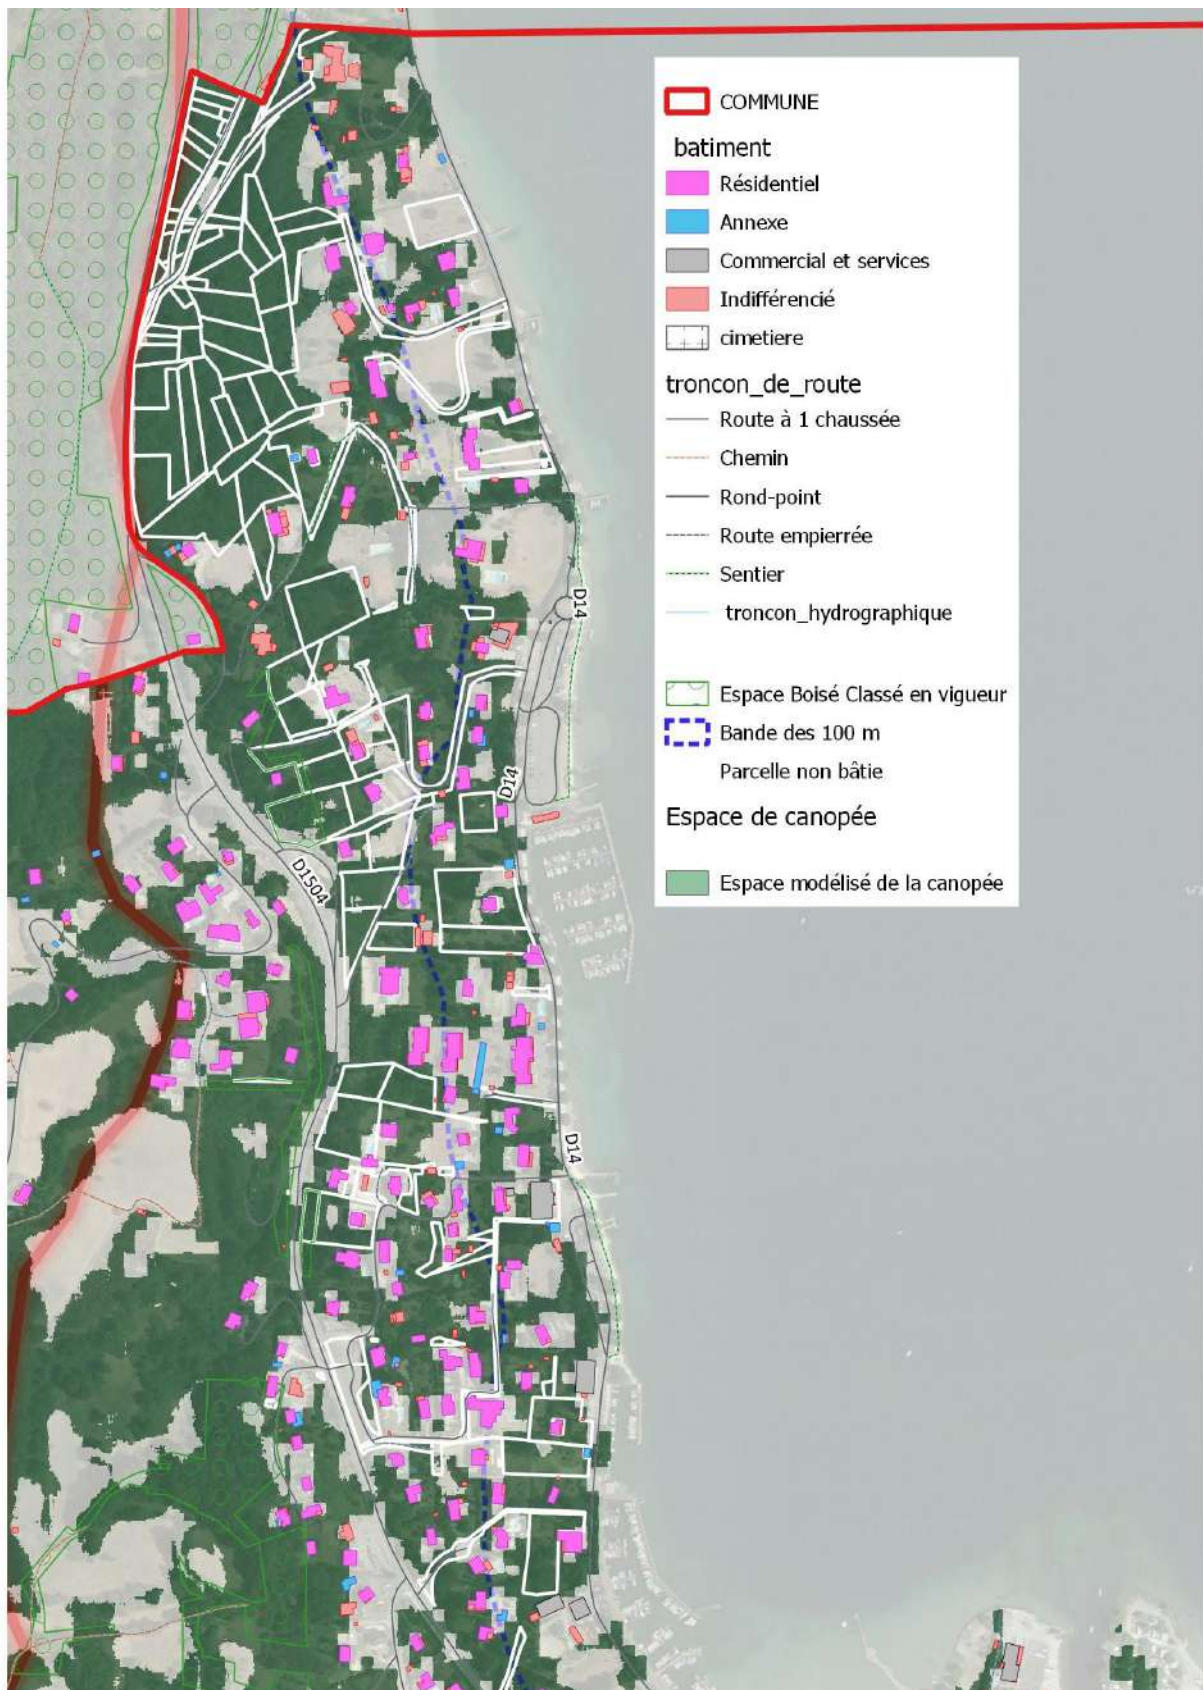 COMMUNE
batiment
Résidentiel
Annexe
Commercial et services
Indifférencié
cimetiere
troncon_de_route
Route à 1 chaussée
Chemin
Rond-point
Route empierrée
Sentier
troncon_hydrographique
Espace Boisé Classé en vigueur
Bande des 100 m
Parcelle non bâtie
Espace de canopée
Espace modélisé de la canopée
D14
D14
D1504
D14